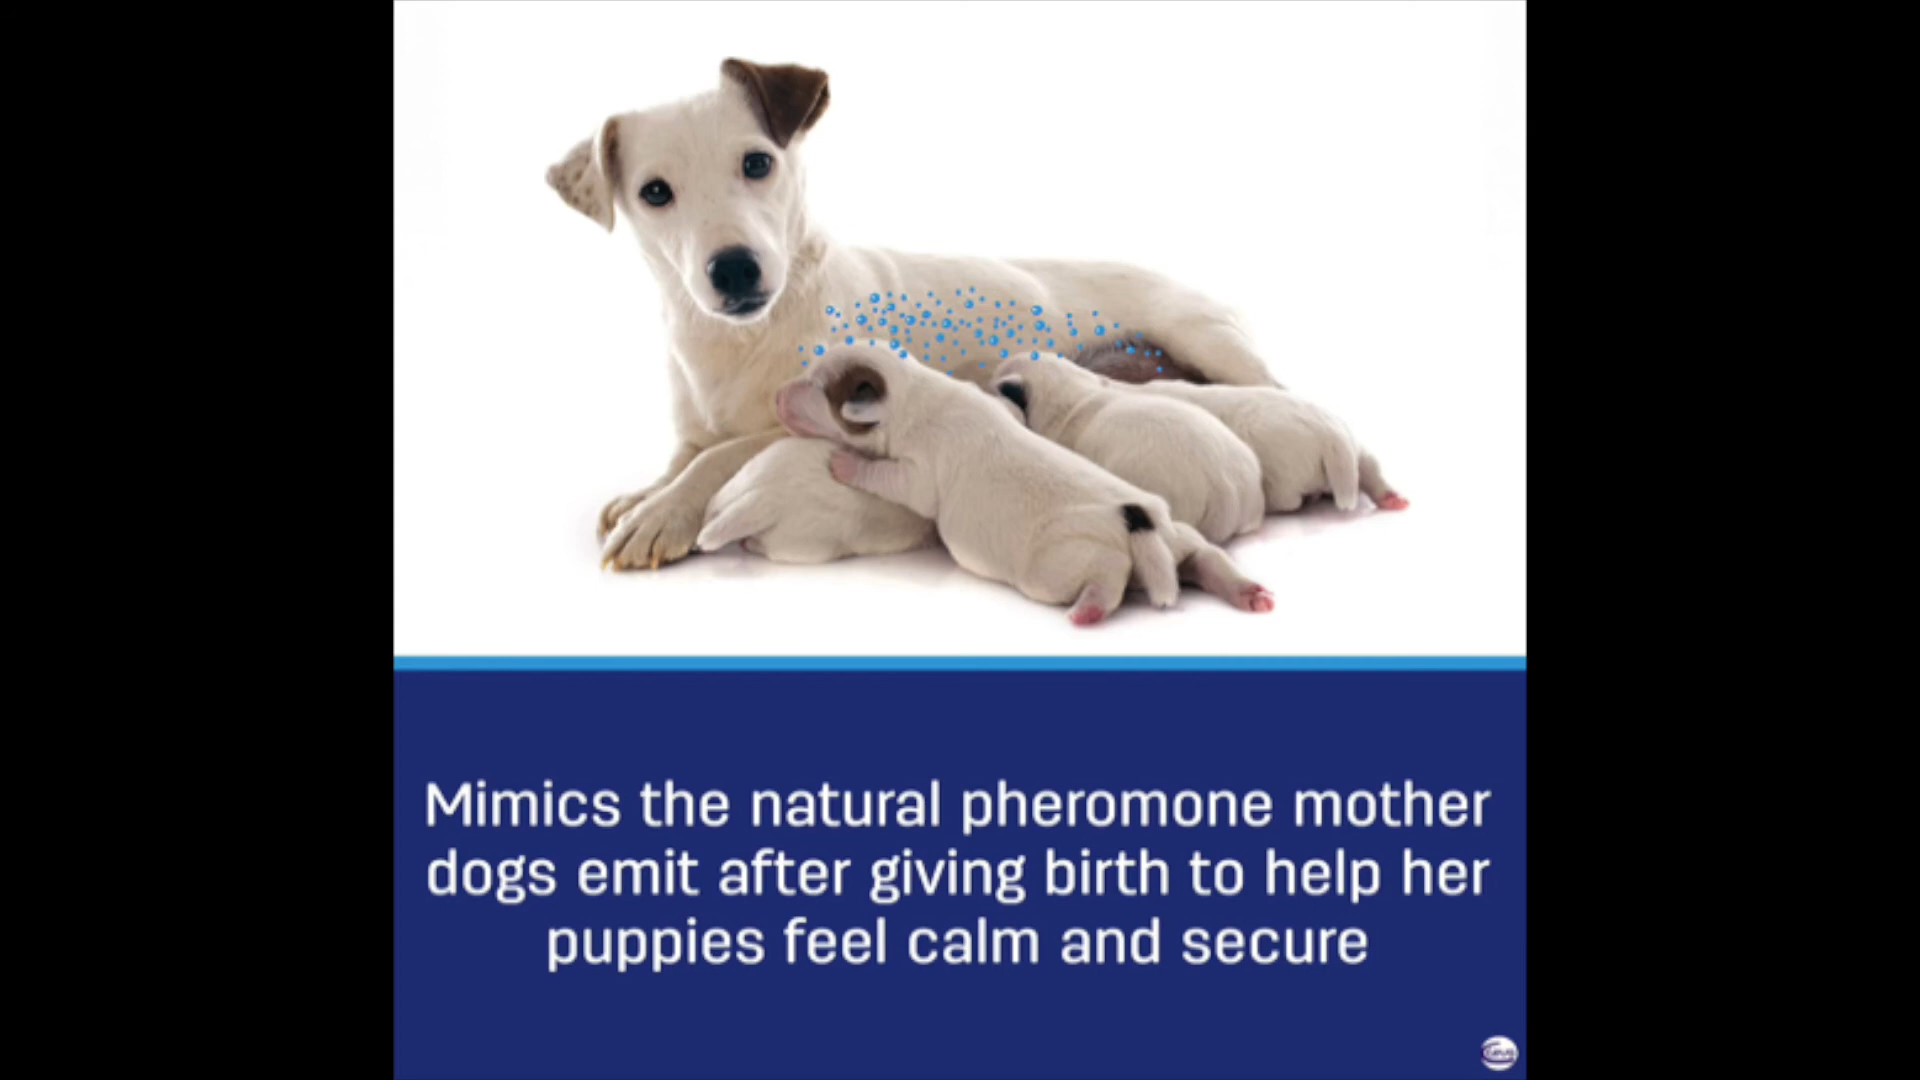 Mimics the natural pheromone mother
dogs emit after giving birth to help her
puppies feel calm and secure